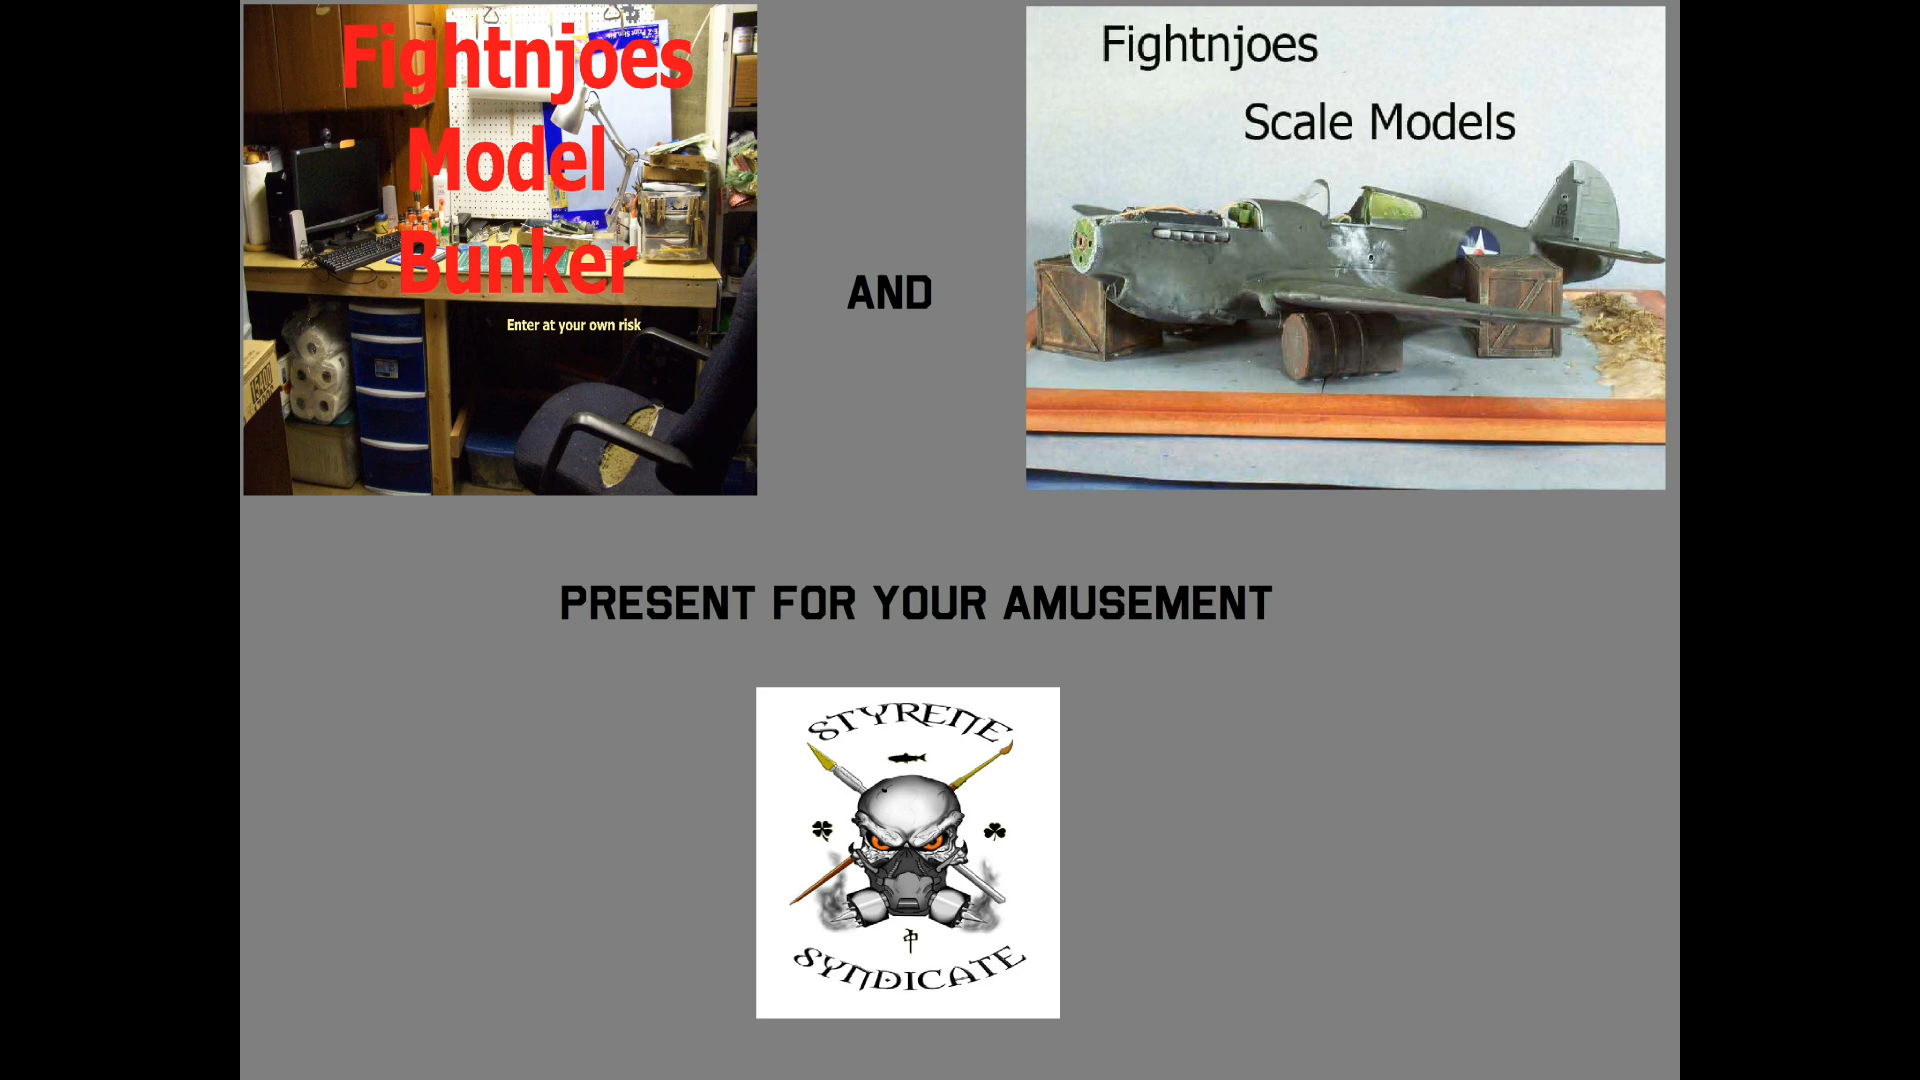 Fightnjoes
Model
Bunker
Enter at your own risk
AND
Fightnjoes
Scale Models
PRESENT FOR YOUR AMUSEMENT
STYRENE
SYNDICATE